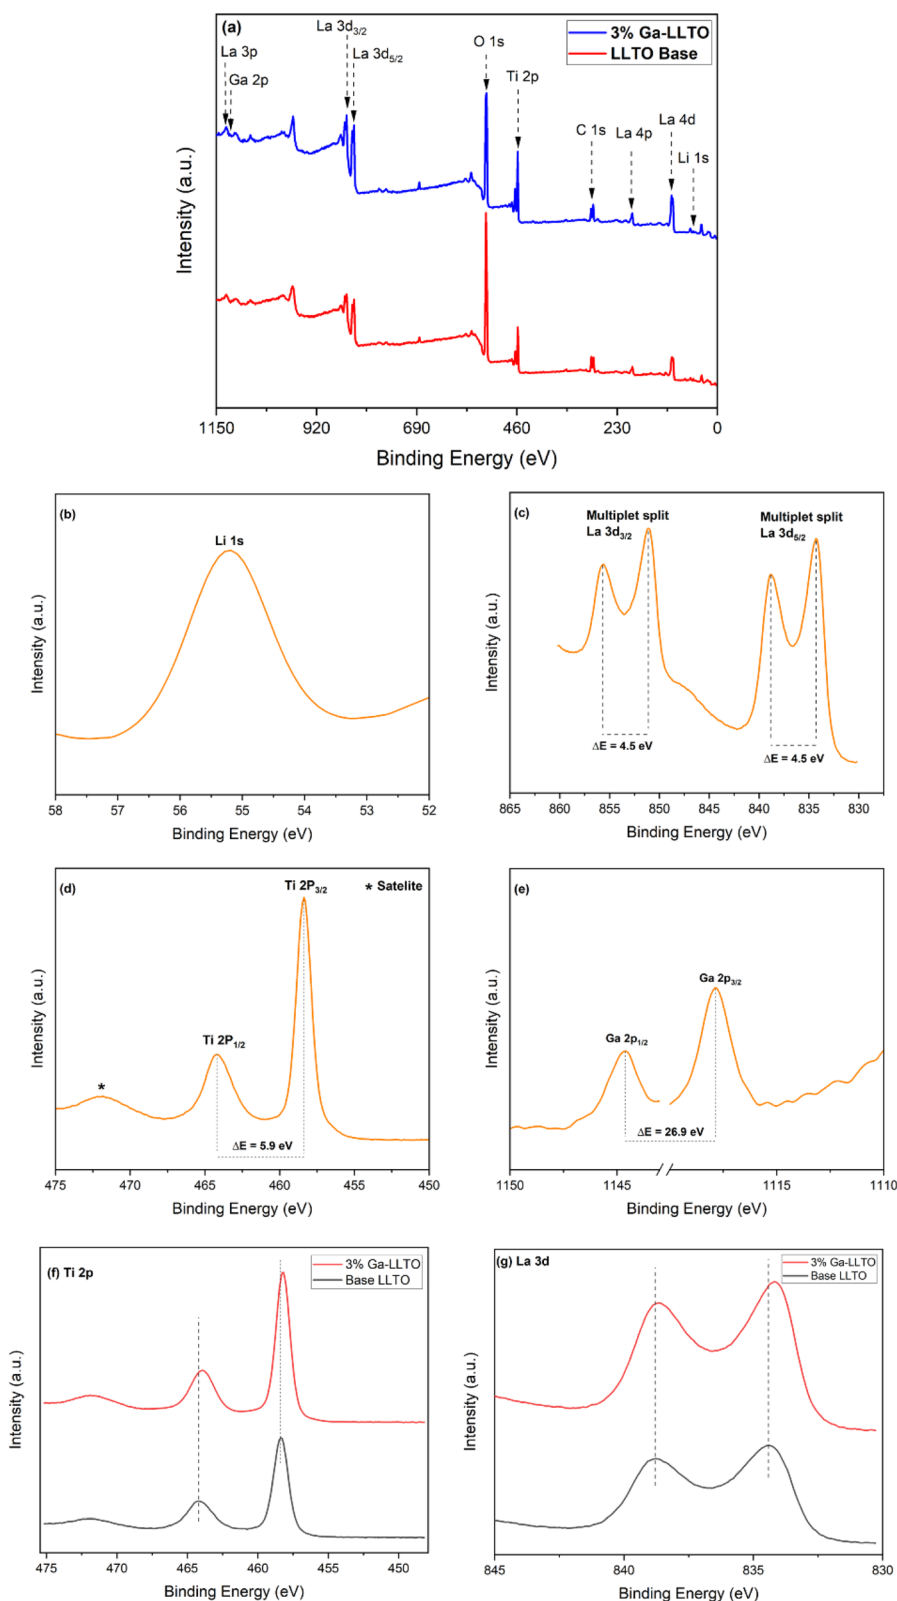 (a)
3% Ga-LLTO
LLTO Base
La 3p
Ga 2p
La 3d3/2
La 3d5/2
O 1s
Ti 2p
C 1s
La 4p
La 4d
Li 1s
Intensity (a.u.)
1150 920 690 460 230 0
Binding Energy (eV)
(b)
Li 1s
Intensity (a.u.)
58 57 56 55 54 53 52
Binding Energy (eV)
(c)
Multiplet split
La 3d3/2
Multiplet split
La 3d5/2
ΔE = 4.5 eV
ΔE = 4.5 eV
Intensity (a.u.)
865 860 855 850 845 840 835 830
Binding Energy (eV)
(d)
Ti 2P3/2
* Satelite
Ti 2P1/2
*
ΔE = 5.9 eV
Intensity (a.u.)
475 470 465 460 455 450
Binding Energy (eV)
(e)
Ga 2p3/2
Ga 2p1/2
ΔE = 26.9 eV
Intensity (a.u.)
1150 1145 1115 1110
Binding Energy (eV)
(f) Ti 2p
3% Ga-LLTO
Base LLTO
Intensity (a.u.)
475 470 465 460 455 450
Binding Energy (eV)
(g) La 3d
3% Ga-LLTO
Base LLTO
Intensity (a.u.)
845 840 835 830
Binding Energy (eV)